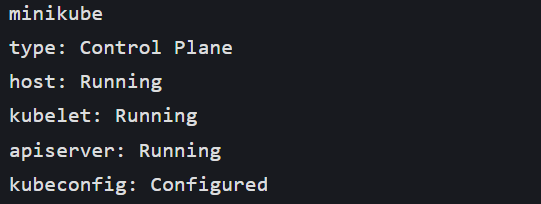 minikube
type: Control Plane
host: Running
kubelet: Running
apiserver: Running
kubeconfig: Configured